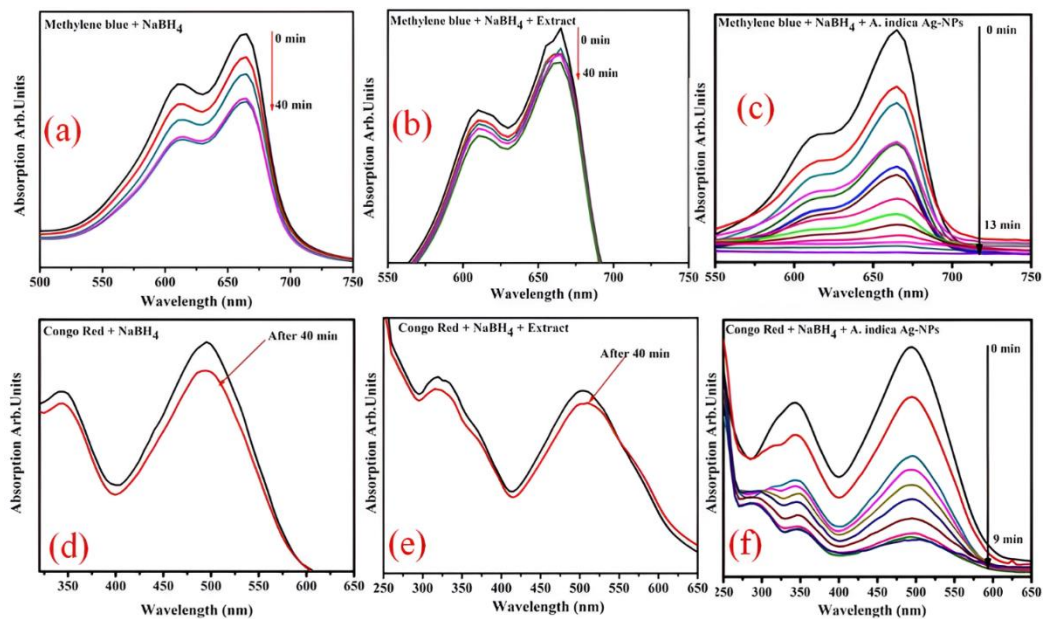 Methylene blue + NaBH4
0 min
40 min
(a)
Absorption Arb.Units
500 550 600 650 700 750
Wavelength (nm)
Methylene blue + NaBH4 + Extract
0 min
40 min
(b)
Absorption Arb.Units
600 650 700 750
Wavelength (nm)
Methylene blue + NaBH4 + A. indica Ag-NPs
0 min
13 min
(c)
Absorption Arb.Units
550 600 650 700 750
Wavelength (nm)
Congo Red + NaBH4
After 40 min
(d)
Absorption Arb.Units
350 400 450 500 550 600 650
Wavelength (nm)
Congo Red + NaBH4 + Extract
After 40 min
(e)
Absorption Arb.Units
250 300 350 400 450 500 550 600 650
Wavelength (nm)
Congo Red + NaBH4 + A. indica Ag-NPs
0 min
9 min
(f)
Absorption Arb.Units
250 300 350 400 450 500 550 600 650
Wavelength (nm)